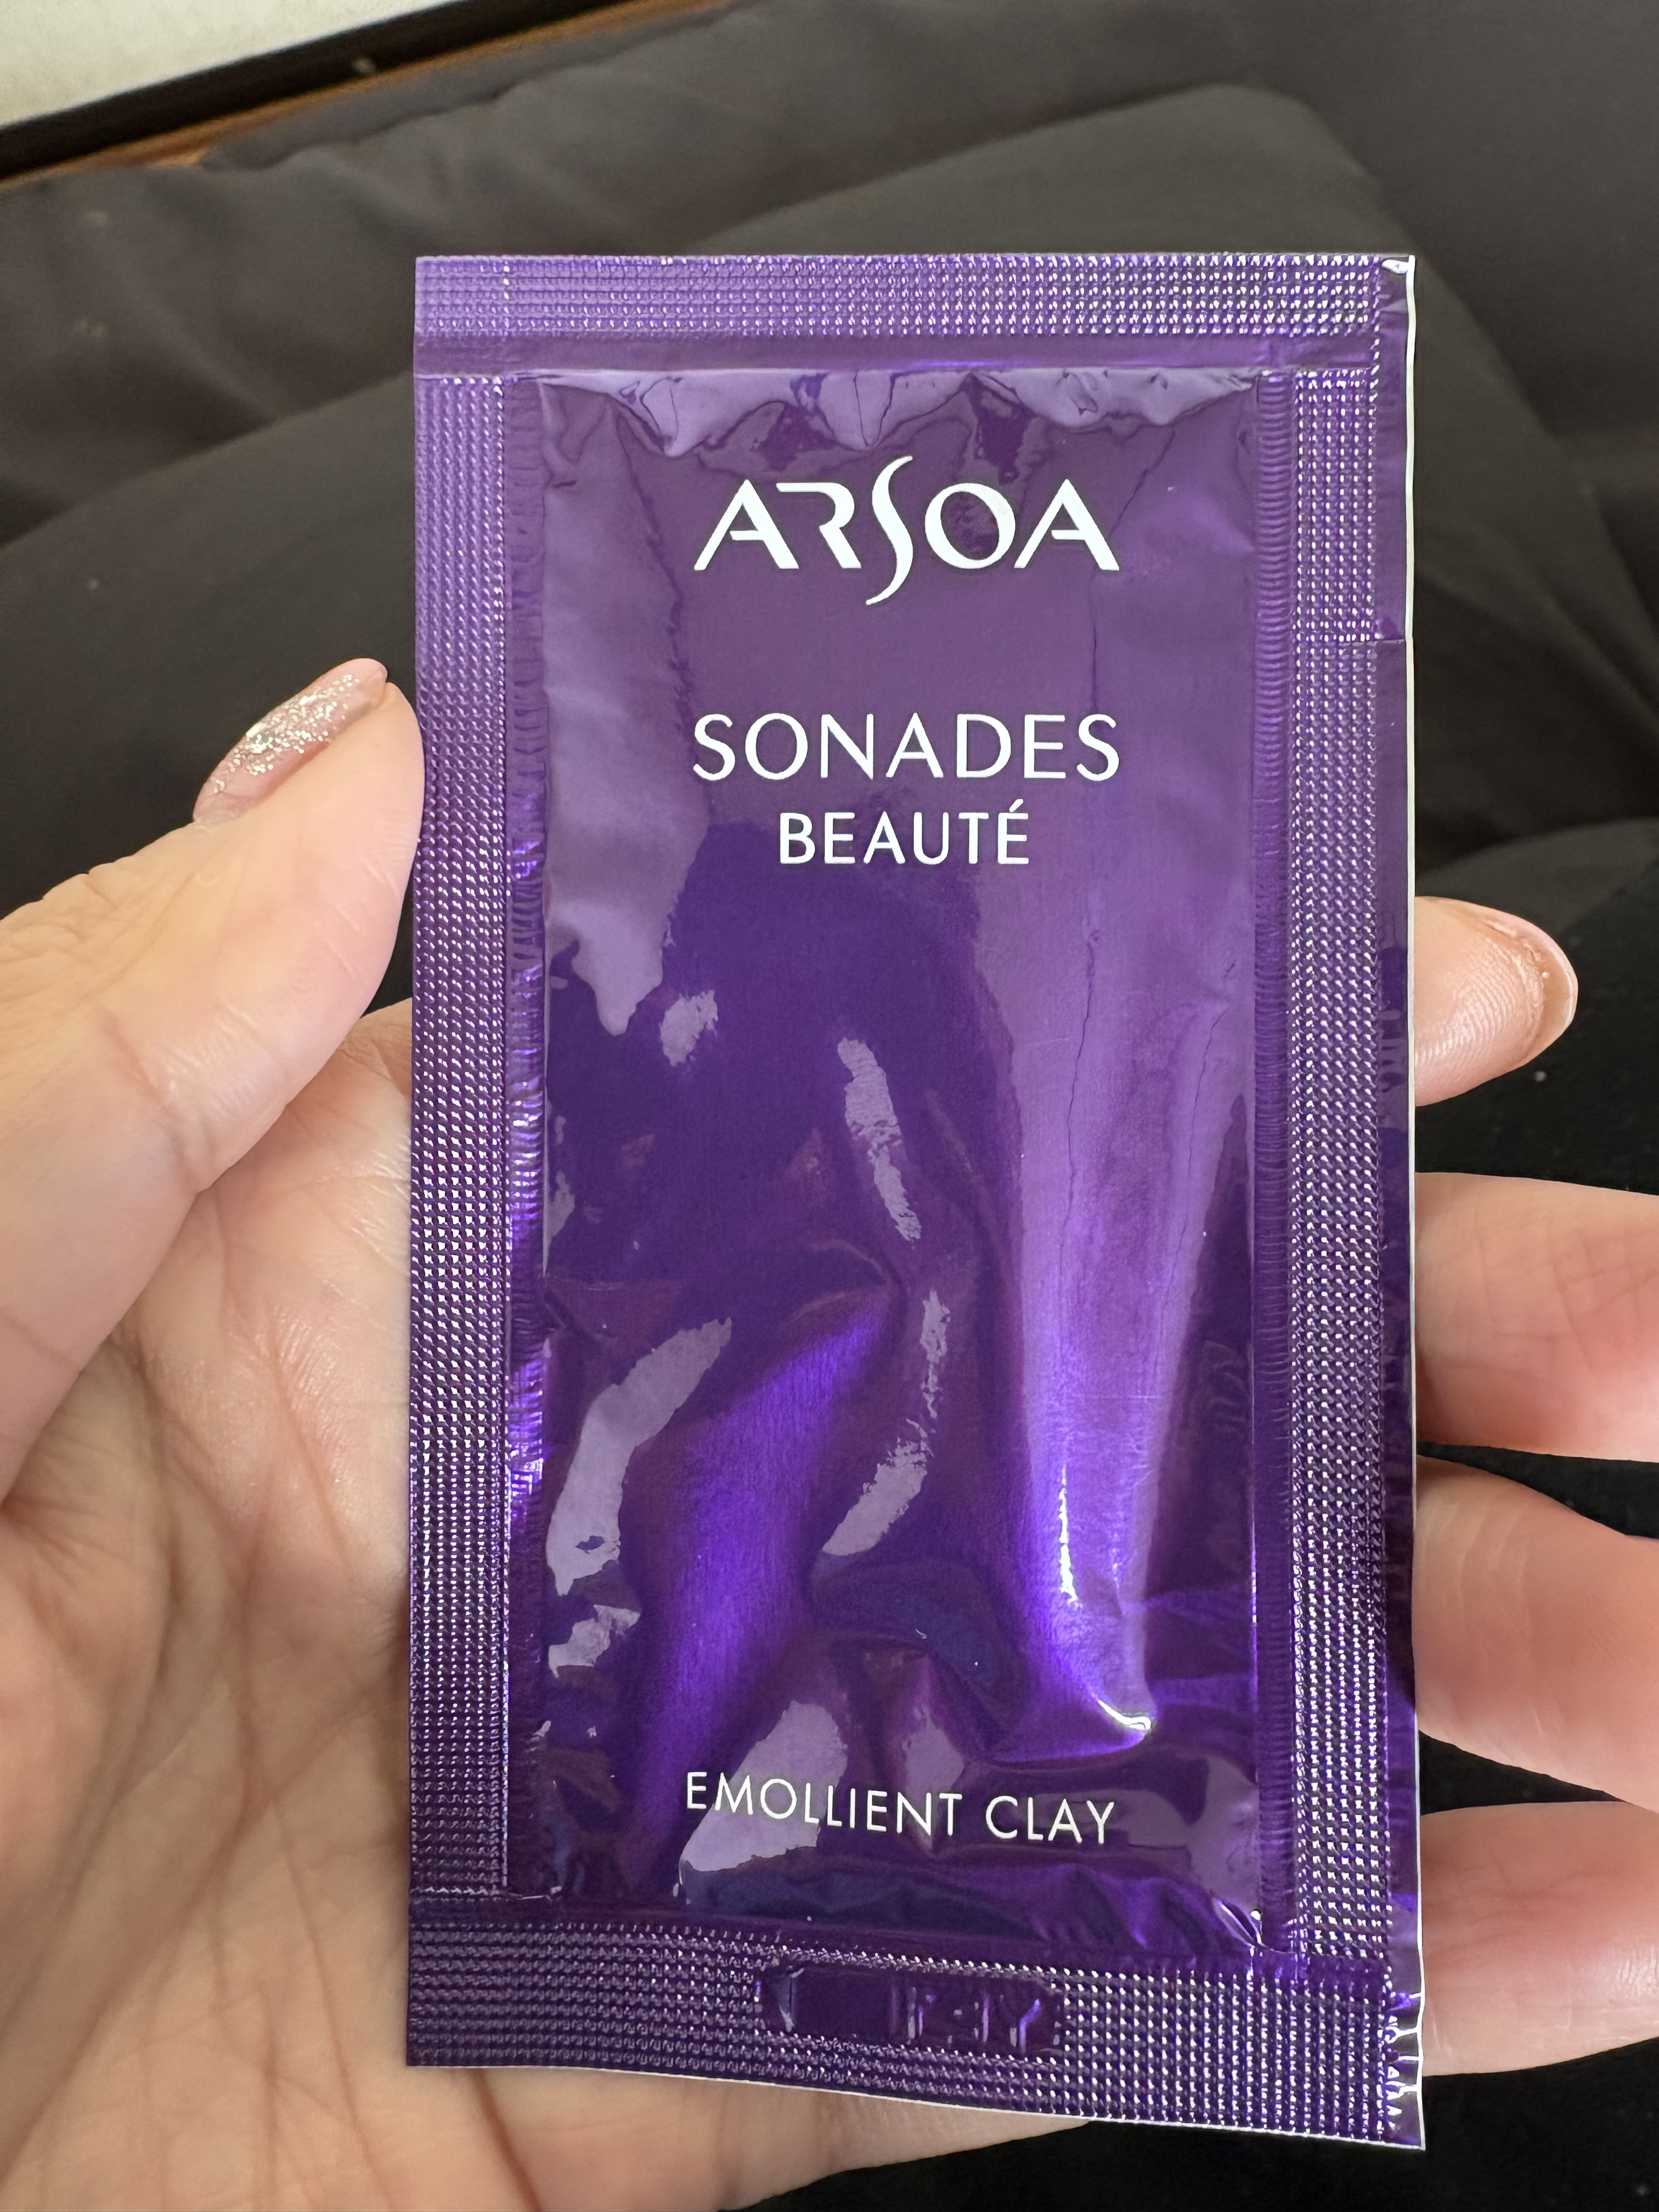 ARSOA
SONADES
BEAUTÉ
EMOLLIENT CLAY